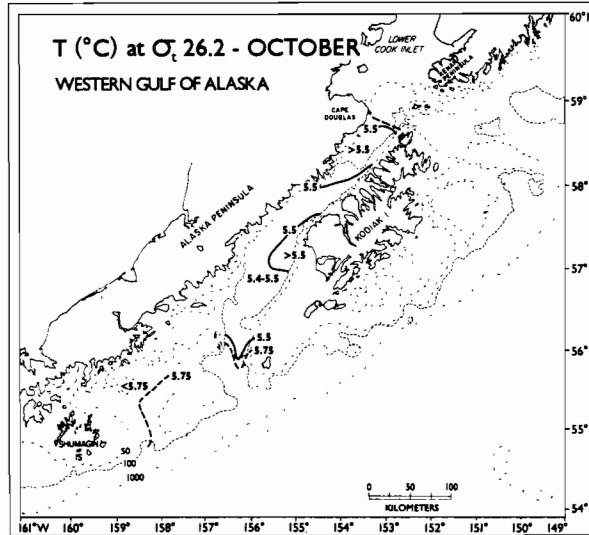 T (°C) at σt 26.2 - OCTOBER
WESTERN GULF OF ALASKA
LOWER
COOK INLET
KENAI
PENINSULA
CAPE
DOUGLAS
5.5
>5.5
5.5
ALASKA PENINSULA
5.5
KODIAK I
>5.5
5.4-5.5
5.5
5.75
5.75
<5.75
SHUMAGIN
IS
50
100
1000
0 50 100
KILOMETERS
60°
59°
58°
57°
56°
55°
54°
161°W 160° 159° 158° 157° 156° 155° 154° 153° 152° 151° 150° 149°